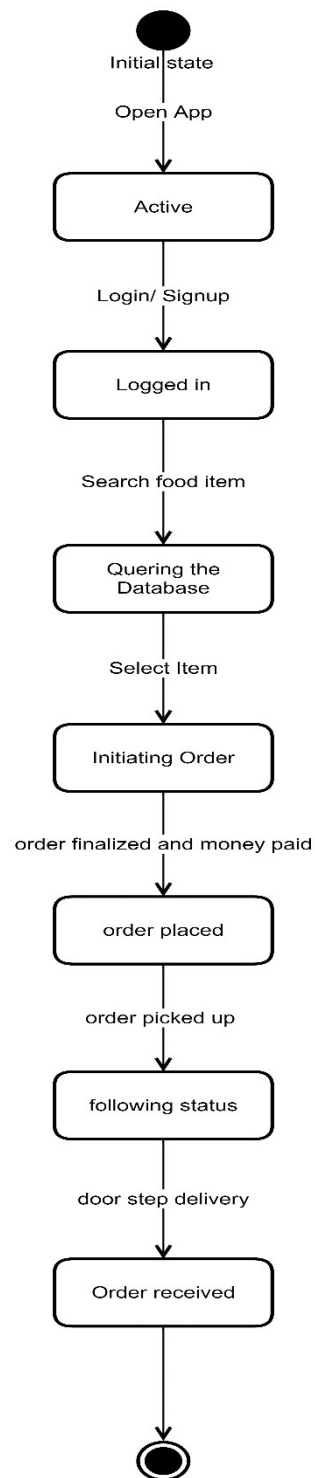 Initial state
Open App
Active
Login/ Signup
Logged in
Search food item
Quering the
Database
Select Item
Initiating Order
order finalized and money paid
order placed
order picked up
following status
door step delivery
Order received